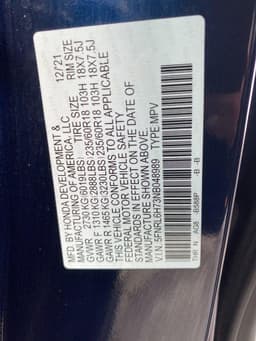 MFD. BY HONDA DEVELOPMENT & 12/21
MANUFACTURING OF AMERICA, LLC
TIRE SIZE RIM SIZE
GVWR 2730KG(6019LBS)
GAWR F 1310KG(2888LBS) 235/60R18 103H 18X7.5J
GAWR R 1465KG(3230LBS) 235/60R18 103H 18X7.5J
THIS VEHICLE CONFORMS TO ALL APPLICABLE
FEDERAL MOTOR VEHICLE SAFETY
STANDARDS IN EFFECT ON THE DATE OF
MANUFACTURE SHOWN ABOVE.
V.I.N. 5FNRL6H73NB048989 TYPE: MPV
-B -B